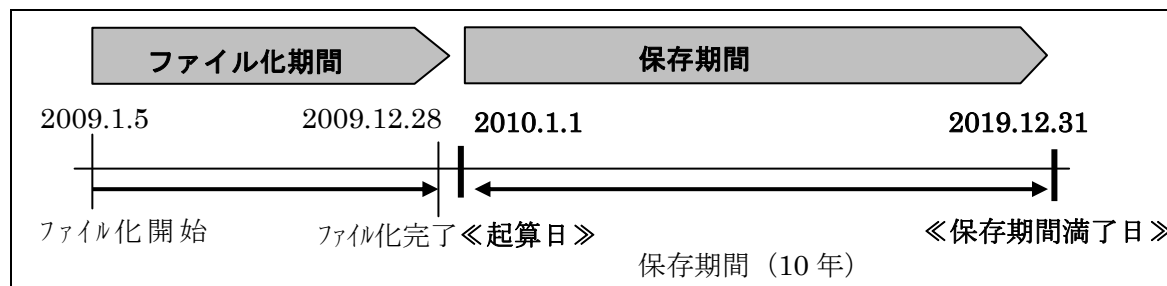 ファイル化期間 保存期間
2009.1.5 2009.12.28 2010.1.1 2019.12.31
ファイル化開始 ファイル化完了 ≪起算日≫ ≪保存期間満了日≫
保存期間（10 年）